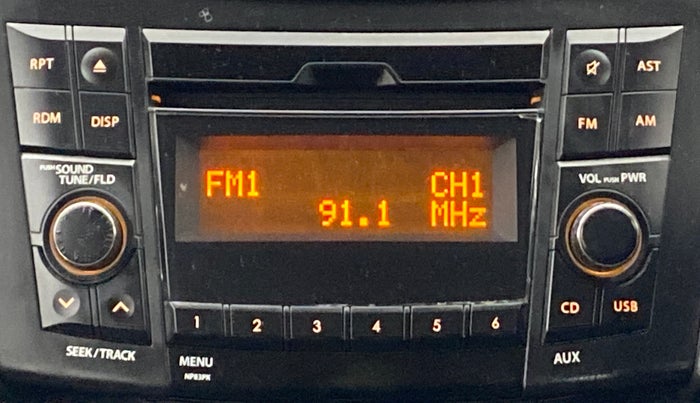 RPT
AST
RDM
DISP
FM
AM
PUSH SOUND
TUNE/FLD
VOL PUSH PWR
FM1 CH1
91.1 MHz
CD
USB
1 2 3 4 5 6
SEEK/TRACK
MENU
AUX
NP83PK